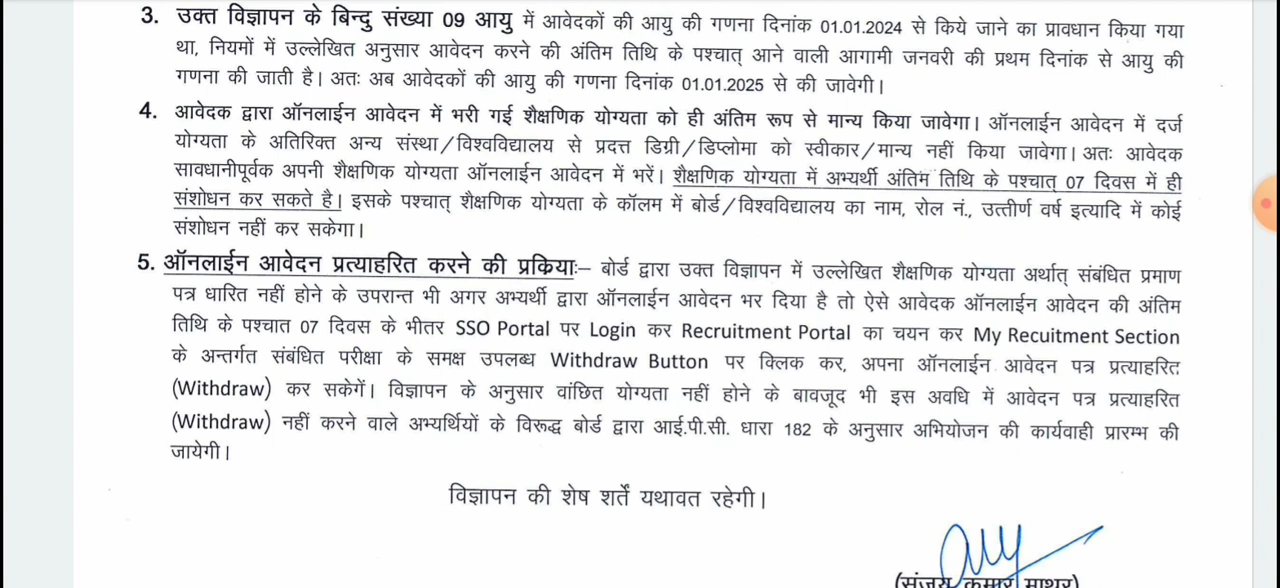 3. उक्त विज्ञापन के बिन्दु संख्या 09 आयु में आवेदकों की आयु की गणना दिनांक 01.01.2024 से किये जाने का प्रावधान किया गया
था, नियमों में उल्लेखित अनुसार आवेदन करने की अंतिम तिथि के पश्चात् आने वाली आगामी जनवरी की प्रथम दिनांक से आयु की
गणना की जाती है। अतः अब आवेदकों की आयु की गणना दिनांक 01.01.2025 से की जावेगी।
4. आवेदक द्वारा ऑनलाईन आवेदन में भरी गई शैक्षणिक योग्यता को ही अंतिम रूप से मान्य किया जावेगा। ऑनलाईन आवेदन में दर्ज
योग्यता के अतिरिक्त अन्य संस्था/विश्वविद्यालय से प्रदत्त डिग्री/डिप्लोमा को स्वीकार/मान्य नहीं किया जावेगा। अतः आवेदक
सावधानीपूर्वक अपनी शैक्षणिक योग्यता ऑनलाईन आवेदन में भरें। शैक्षणिक योग्यता में अभ्यर्थी अंतिम तिथि के पश्चात् 07 दिवस में ही
संशोधन कर सकते है। इसके पश्चात् शैक्षणिक योग्यता के कॉलम में बोर्ड/विश्वविद्यालय का नाम, रोल नं., उत्तीर्ण वर्ष इत्यादि में कोई
संशोधन नहीं कर सकेगा।
5. ऑनलाईन आवेदन प्रत्याहरित करने की प्रकियाः– बोर्ड द्वारा उक्त विज्ञापन में उल्लेखित शैक्षणिक योग्यता अर्थात् संबंधित प्रमाण
पत्र धारित नहीं होने के उपरान्त भी अगर अभ्यर्थी द्वारा ऑनलाईन आवेदन भर दिया है तो ऐसे आवेदक ऑनलाईन आवेदन की अंतिम
तिथि के पश्चात 07 दिवस के भीतर SSO Portal पर Login कर Recruitment Portal का चयन कर My Recuitment Section
के अन्तर्गत संबंधित परीक्षा के समक्ष उपलब्ध Withdraw Button पर क्लिक कर, अपना ऑनलाईन आवेदन पत्र प्रत्याहरित
(Withdraw) कर सकेगें। विज्ञापन के अनुसार वांछित योग्यता नहीं होने के बावजूद भी इस अवधि में आवेदन पत्र प्रत्याहरित
(Withdraw) नहीं करने वाले अभ्यर्थियों के विरूद्ध बोर्ड द्वारा आई.पी.सी. धारा 182 के अनुसार अभियोजन की कार्यवाही प्रारम्भ की
जायेगी।
विज्ञापन की शेष शर्तें यथावत रहेगी।
(संजय कुमार माथुर)